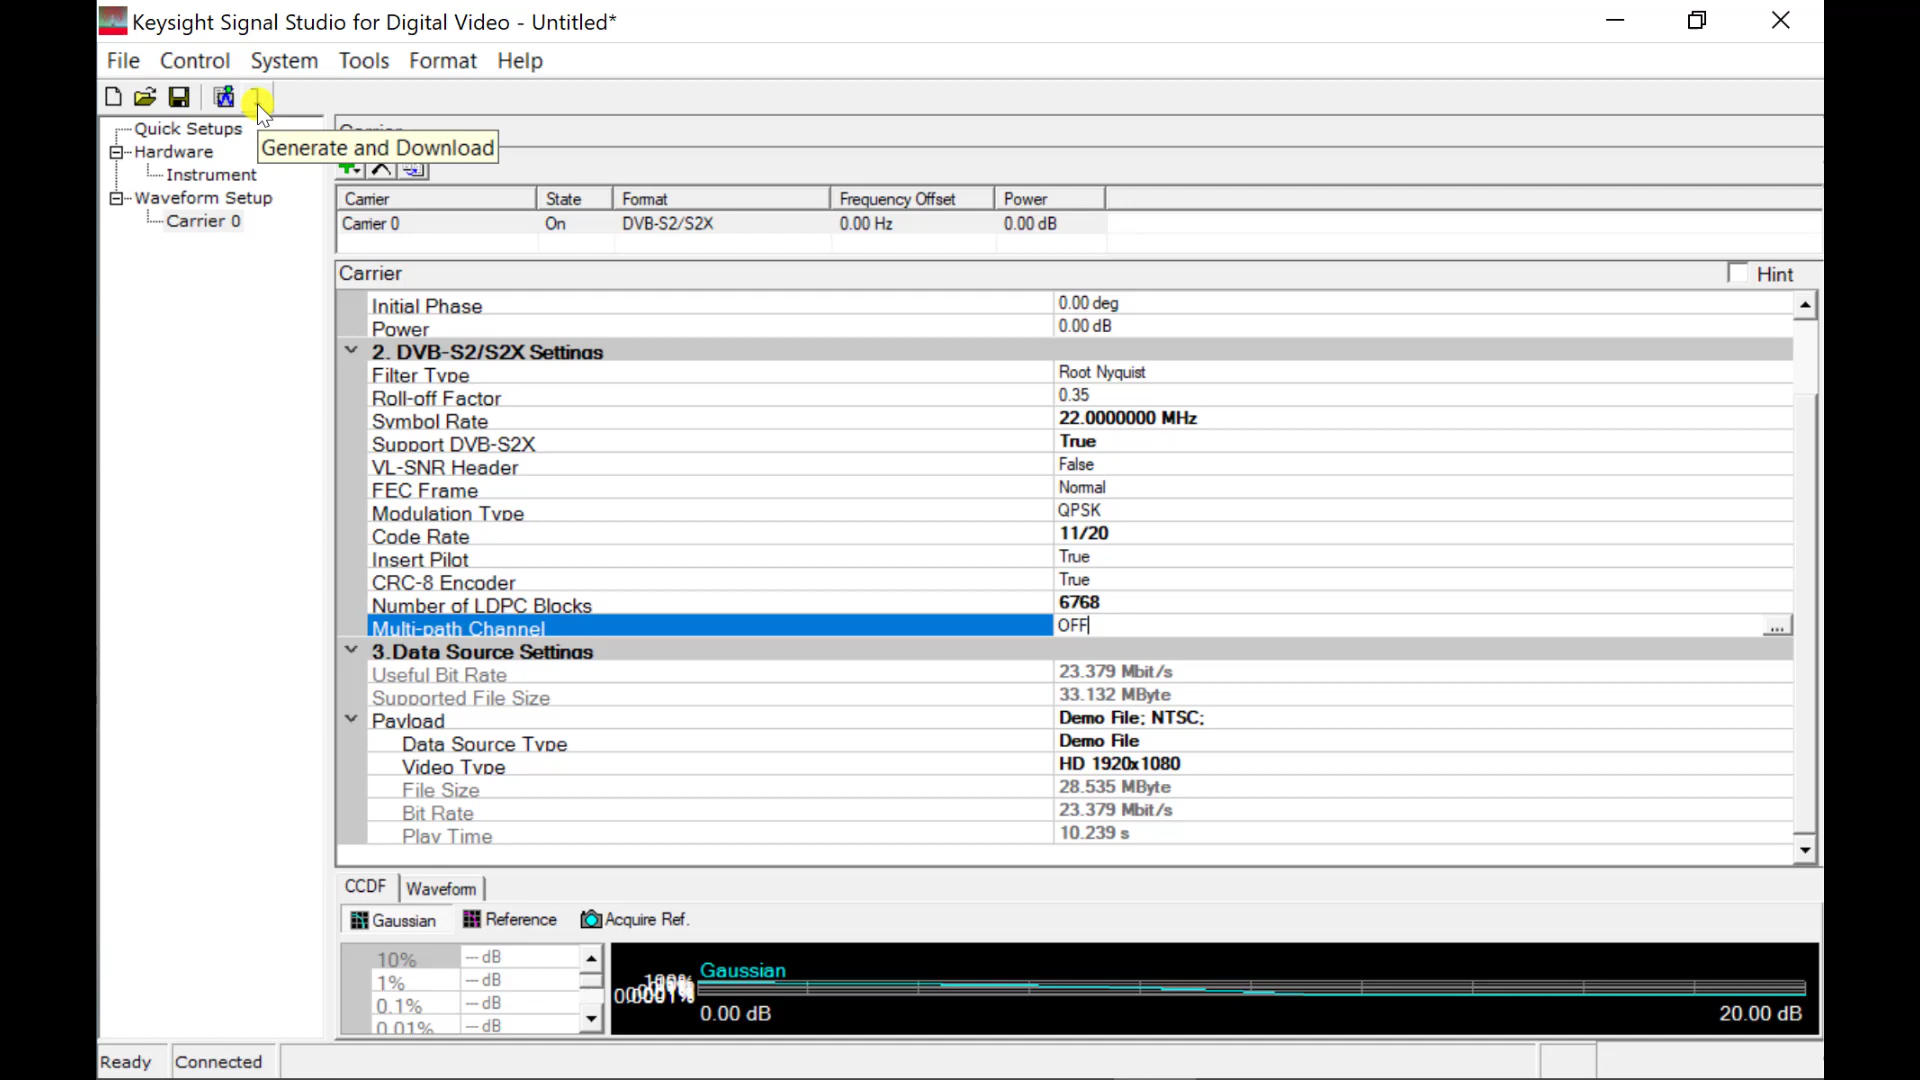 Keysight Signal Studio for Digital Video - Untitled*
File Control System Tools Format Help
Quick Setups
Hardware
Instrument
Waveform Setup
Carrier 0
Generate and Download
Carrier State Format Frequency Offset Power
Carrier 0 On DVB-S2/S2X 0.00 Hz 0.00 dB
Carrier Hint
Initial Phase 0.00 deg
Power 0.00 dB
2. DVB-S2/S2X Settings
Filter Type Root Nyquist
Roll-off Factor 0.35
Symbol Rate 22.0000000 MHz
Support DVB-S2X True
VL-SNR Header False
FEC Frame Normal
Modulation Type QPSK
Code Rate 11/20
Insert Pilot True
CRC-8 Encoder True
Number of LDPC Blocks 6768
Multi-path Channel OFF ...
3.Data Source Settings
Useful Bit Rate 23.379 Mbit/s
Supported File Size 33.132 MByte
Payload Demo File; NTSC;
Data Source Type Demo File
Video Type HD 1920x1080
File Size 28.535 MByte
Bit Rate 23.379 Mbit/s
Play Time 10.239 s
CCDF Waveform
Gaussian Reference Acquire Ref.
10% -- dB
1% -- dB
0.1% -- dB
0.01% -- dB
Gaussian
0.00 dB 20.00 dB
Ready Connected